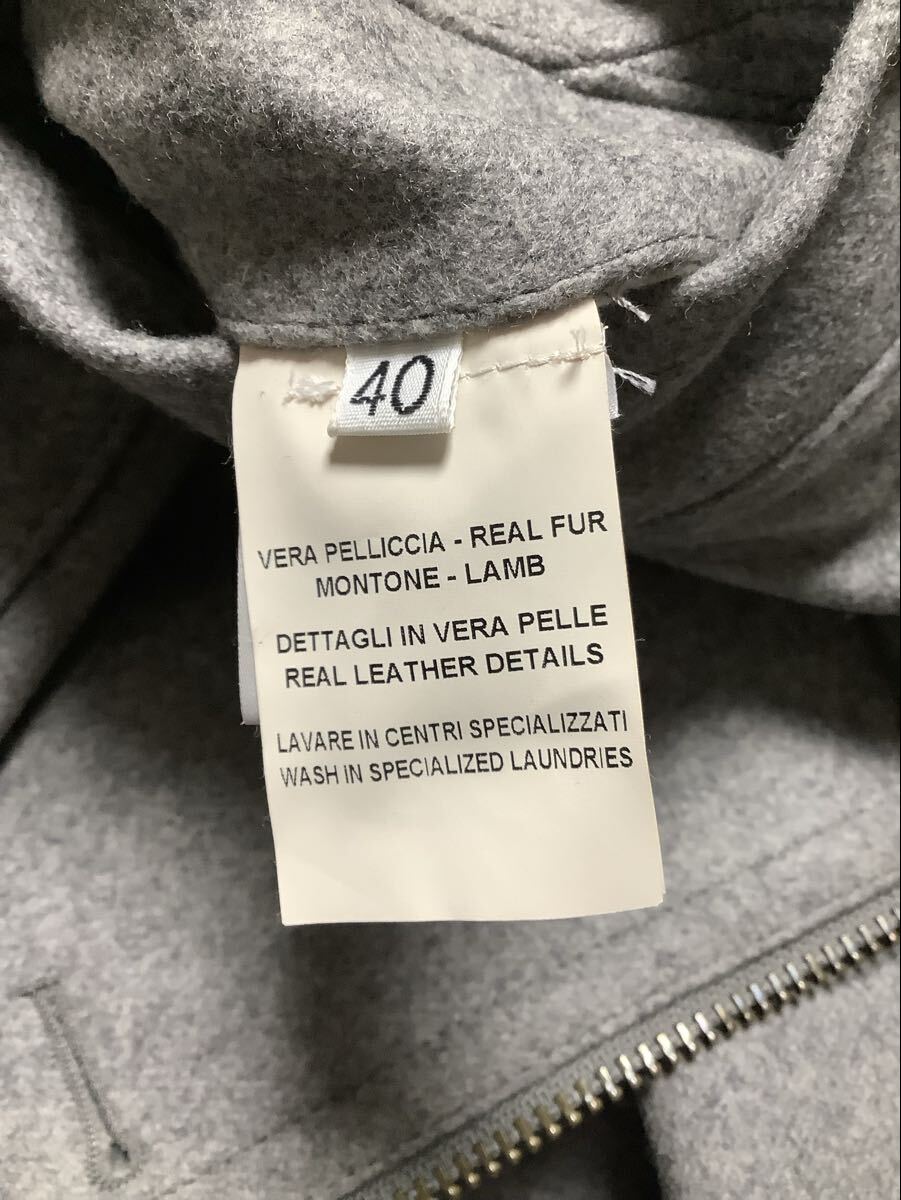 40
VERA PELLICCIA - REAL FUR
MONTONE - LAMB
DETTAGLI IN VERA PELLE
REAL LEATHER DETAILS
LAVARE IN CENTRI SPECIALIZZATI
WASH IN SPECIALIZED LAUNDRIES